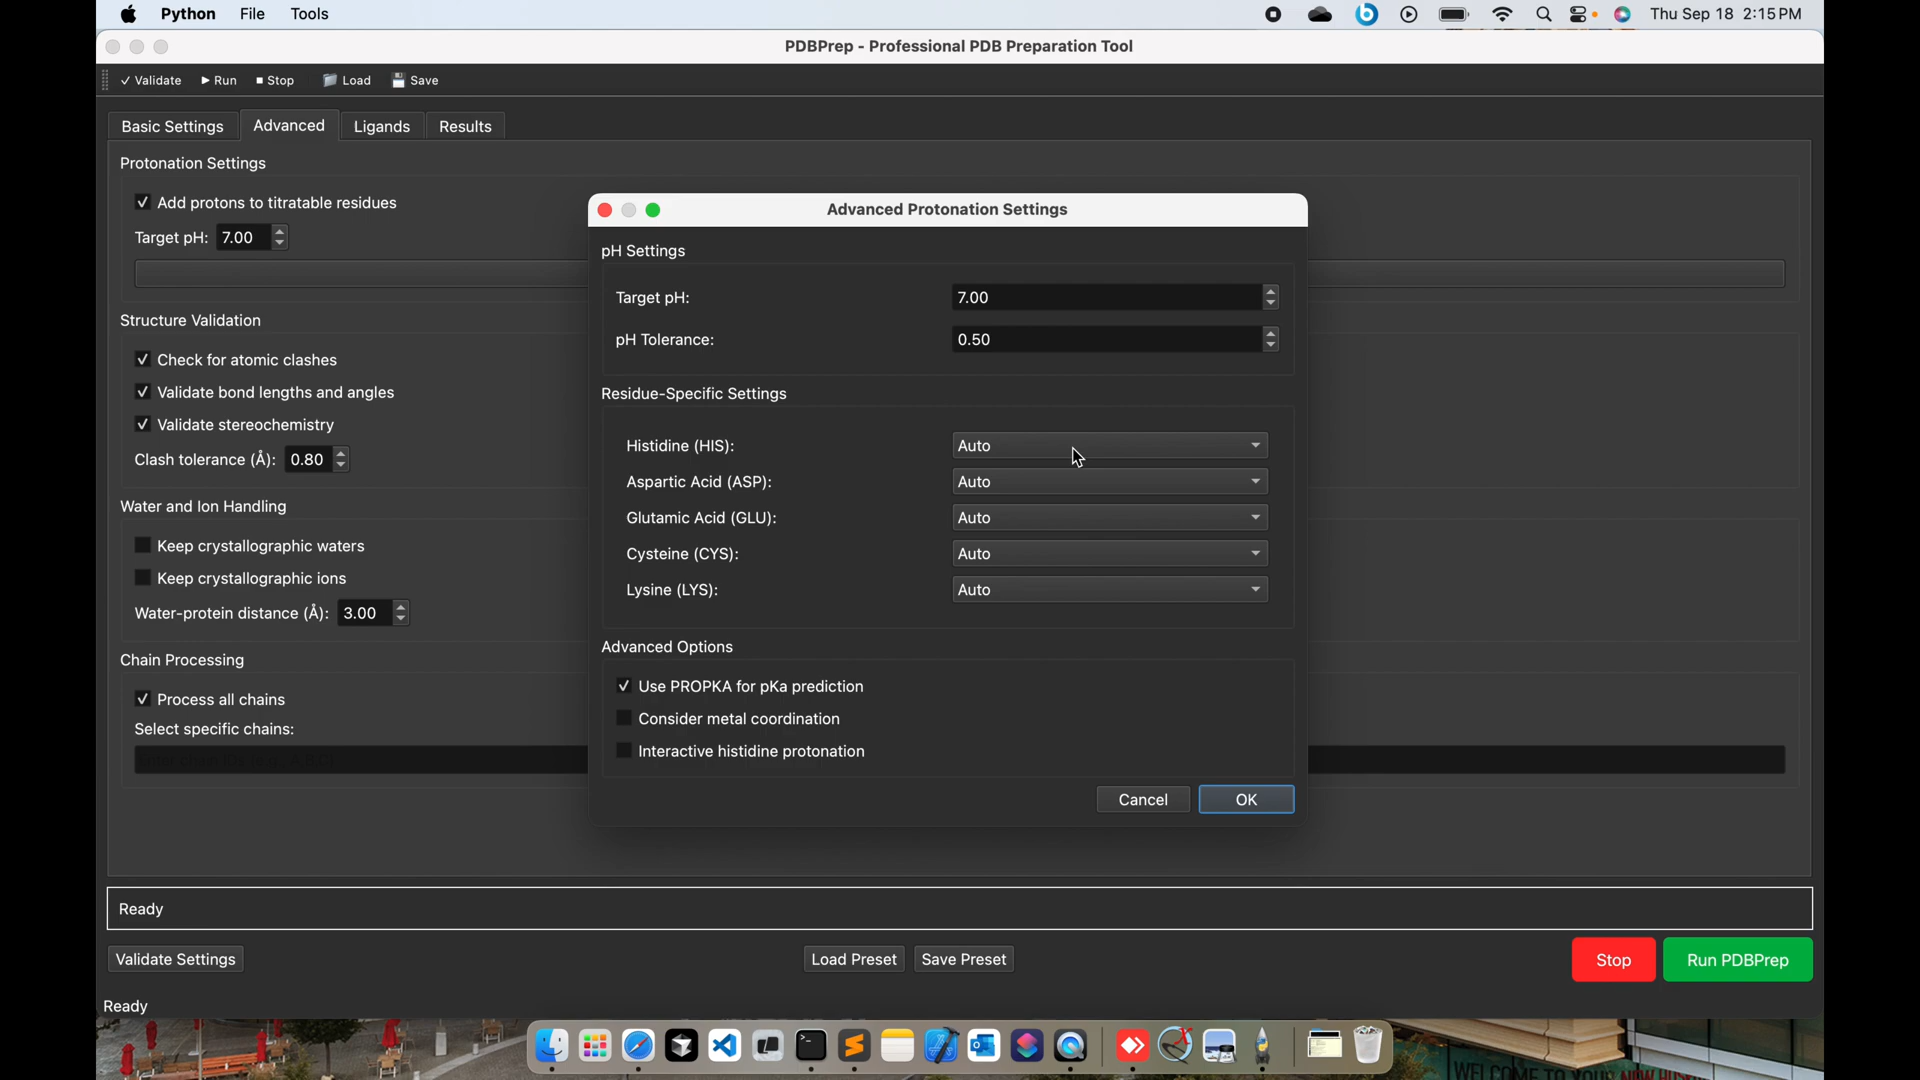 Python File Tools Thu Sep 18 2:15 PM
PDBPrep - Professional PDB Preparation Tool
✓ Validate ▶ Run ■ Stop Load Save
Basic Settings Advanced Ligands Results
Protonation Settings
Add protons to titratable residues
Target pH: 7.00
Structure Validation
Check for atomic clashes
Validate bond lengths and angles
Validate stereochemistry
Clash tolerance (Å): 0.80
Water and Ion Handling
Keep crystallographic waters
Keep crystallographic ions
Water-protein distance (Å): 3.00
Chain Processing
Process all chains
Select specific chains:
Advanced Protonation Settings
pH Settings
Target pH: 7.00
pH Tolerance: 0.50
Residue-Specific Settings
Histidine (HIS): Auto
Aspartic Acid (ASP): Auto
Glutamic Acid (GLU): Auto
Cysteine (CYS): Auto
Lysine (LYS): Auto
Advanced Options
Use PROPKA for pKa prediction
Consider metal coordination
Interactive histidine protonation
Cancel OK
Ready
Validate Settings Load Preset Save Preset Stop Run PDBPrep
Ready
WELCOME TO YOUR NOW